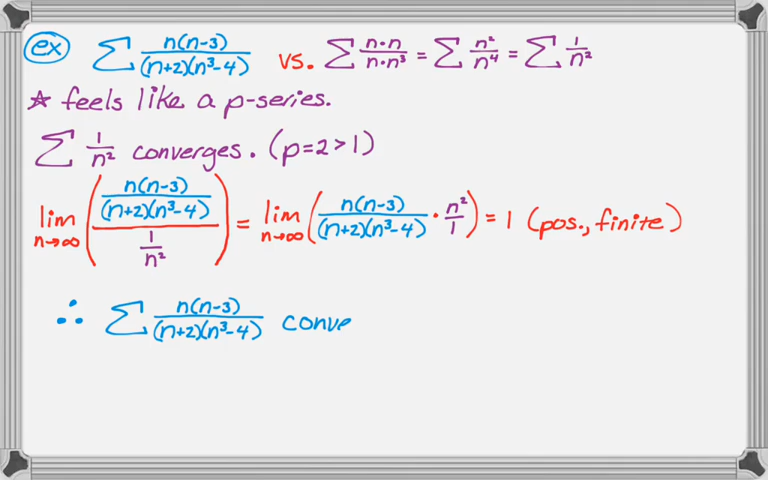 ex ∑ n(n-3)/(n+2)(n³-4) vs. ∑ n·n/n·n³ = ∑ n²/n⁴ = ∑ 1/n²
☆ feels like a p-series.
∑ 1/n² converges. (p=2>1)
lim n→∞ (n(n-3)/(n+2)(n³-4) / 1/n²) = lim n→∞ (n(n-3)/(n+2)(n³-4) · n²/1) = 1 (pos., finite)
∴ ∑ n(n-3)/(n+2)(n³-4) conve